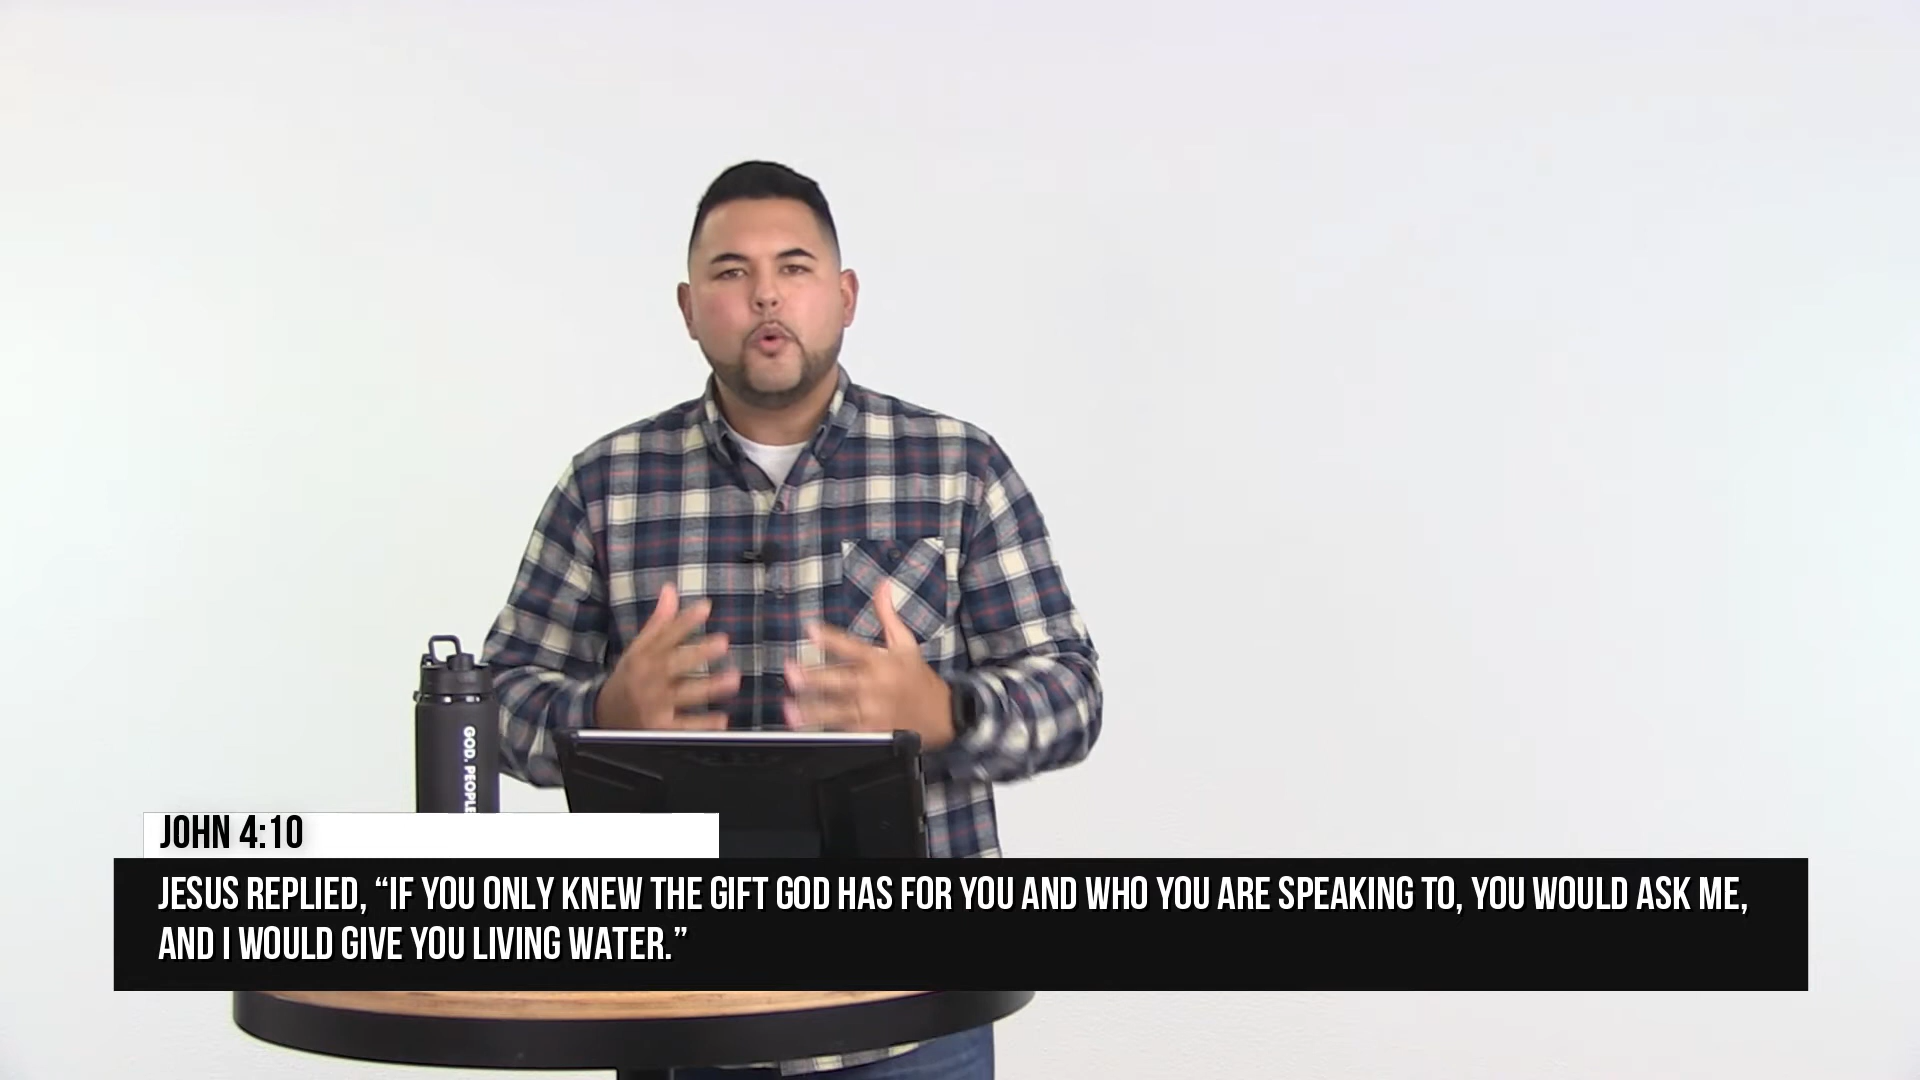 GOD. PEOPLE
JOHN 4:10
JESUS REPLIED, “IF YOU ONLY KNEW THE GIFT GOD HAS FOR YOU AND WHO YOU ARE SPEAKING TO, YOU WOULD ASK ME,
AND I WOULD GIVE YOU LIVING WATER.”